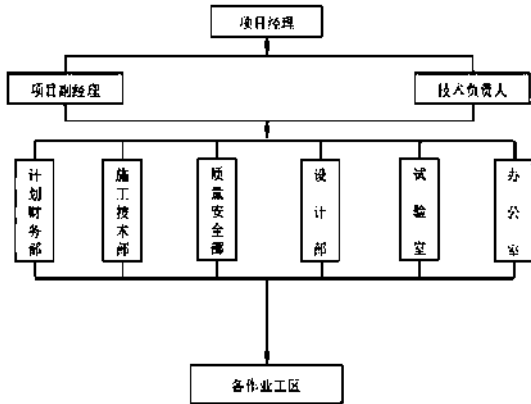 项目经理
项目副经理
技术负责人
计划财务部
施工技术部
质量安全部
设计部
试验室
办公室
各作业工区